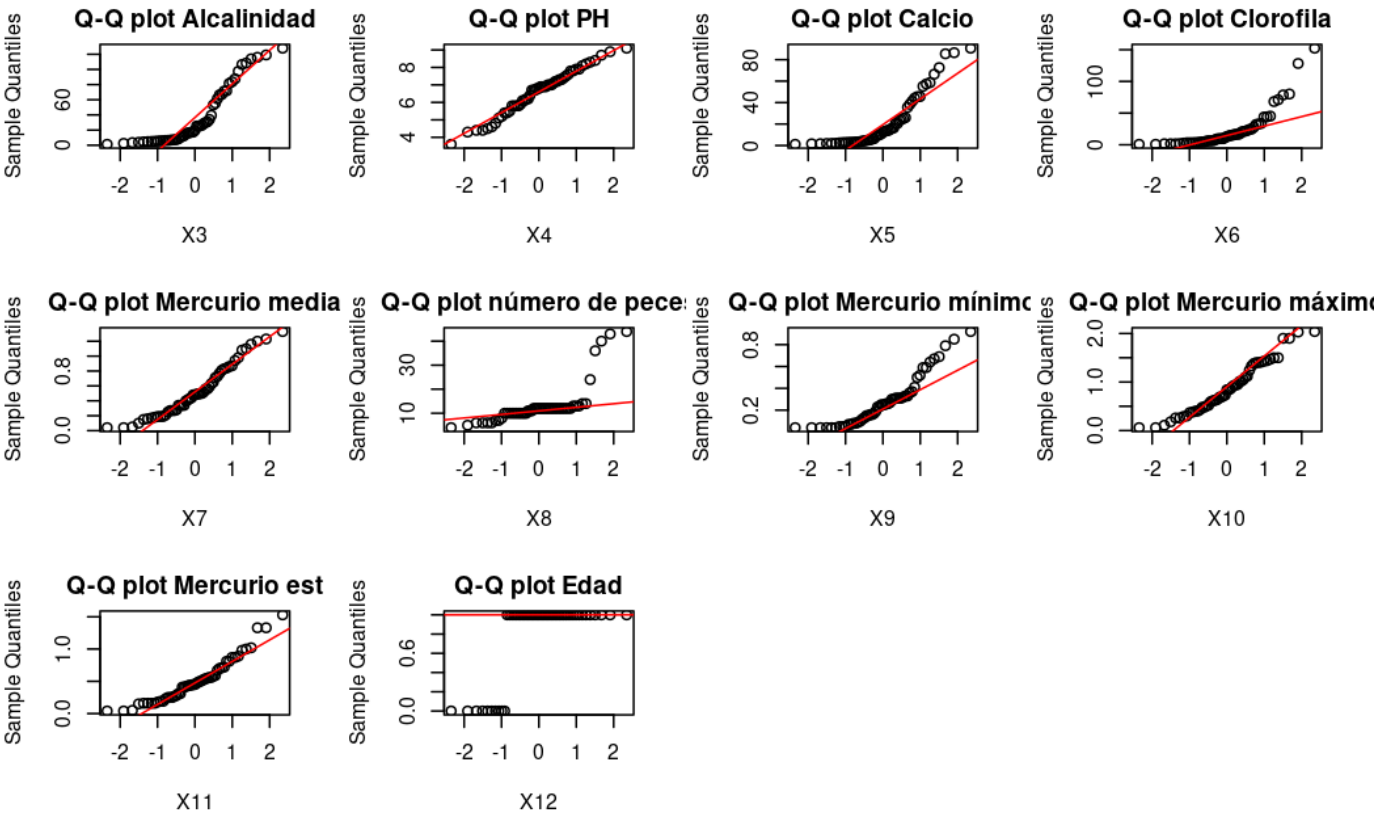 Q-Q plot Alcalinidad
Sample Quantiles
0 60
-2 -1 0 1 2
X3
Q-Q plot PH
Sample Quantiles
4 6 8
-2 -1 0 1 2
X4
Q-Q plot Calcio
Sample Quantiles
0 40 80
-2 -1 0 1 2
X5
Q-Q plot Clorofila
Sample Quantiles
0 100
-2 -1 0 1 2
X6
Q-Q plot Mercurio media
Sample Quantiles
0.0 0.8
-2 -1 0 1 2
X7
Q-Q plot número de pece
Sample Quantiles
10 30
-2 -1 0 1 2
X8
Q-Q plot Mercurio mínimo
Sample Quantiles
0.2 0.8
-2 -1 0 1 2
X9
Q-Q plot Mercurio máximo
Sample Quantiles
0.0 1.0 2.0
-2 -1 0 1 2
X10
Q-Q plot Mercurio est
Sample Quantiles
0.0 1.0
-2 -1 0 1 2
X11
Q-Q plot Edad
Sample Quantiles
0.0 0.6
-2 -1 0 1 2
X12